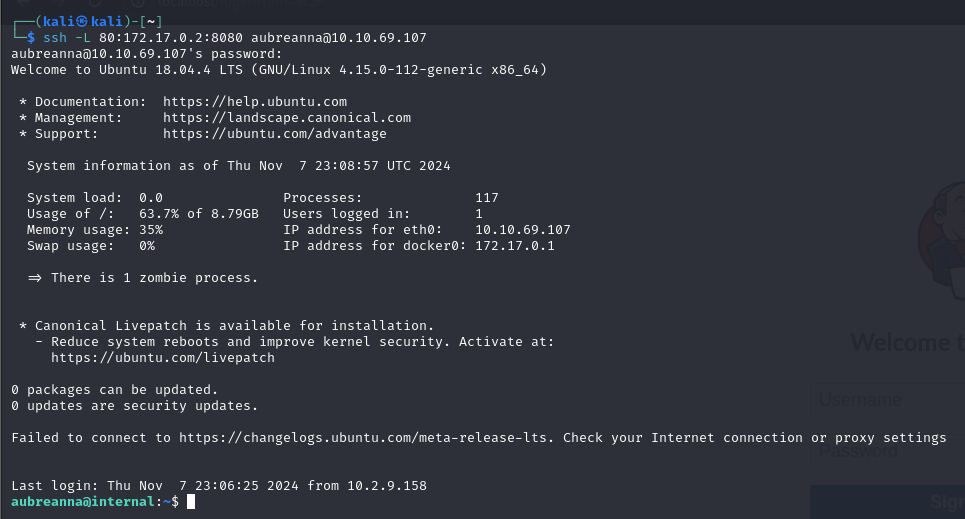 ┌──(kali㉿kali)-[~]
└─$ ssh -L 80:172.17.0.2:8080 aubreanna@10.10.69.107
aubreanna@10.10.69.107's password:
Welcome to Ubuntu 18.04.4 LTS (GNU/Linux 4.15.0-112-generic x86_64)

 * Documentation:  https://help.ubuntu.com
 * Management:     https://landscape.canonical.com
 * Support:        https://ubuntu.com/advantage

  System information as of Thu Nov  7 23:08:57 UTC 2024

  System load:  0.0               Processes:              117
  Usage of /:   63.7% of 8.79GB   Users logged in:        1
  Memory usage: 35%               IP address for eth0:    10.10.69.107
  Swap usage:   0%                IP address for docker0: 172.17.0.1

  => There is 1 zombie process.

 * Canonical Livepatch is available for installation.
   - Reduce system reboots and improve kernel security. Activate at:
     https://ubuntu.com/livepatch
Welcome t

0 packages can be updated.
0 updates are security updates.
Username

Failed to connect to https://changelogs.ubuntu.com/meta-release-lts. Check your Internet connection or proxy settings
Password

Last login: Thu Nov  7 23:06:25 2024 from 10.2.9.158
aubreanna@internal:~$
Sig